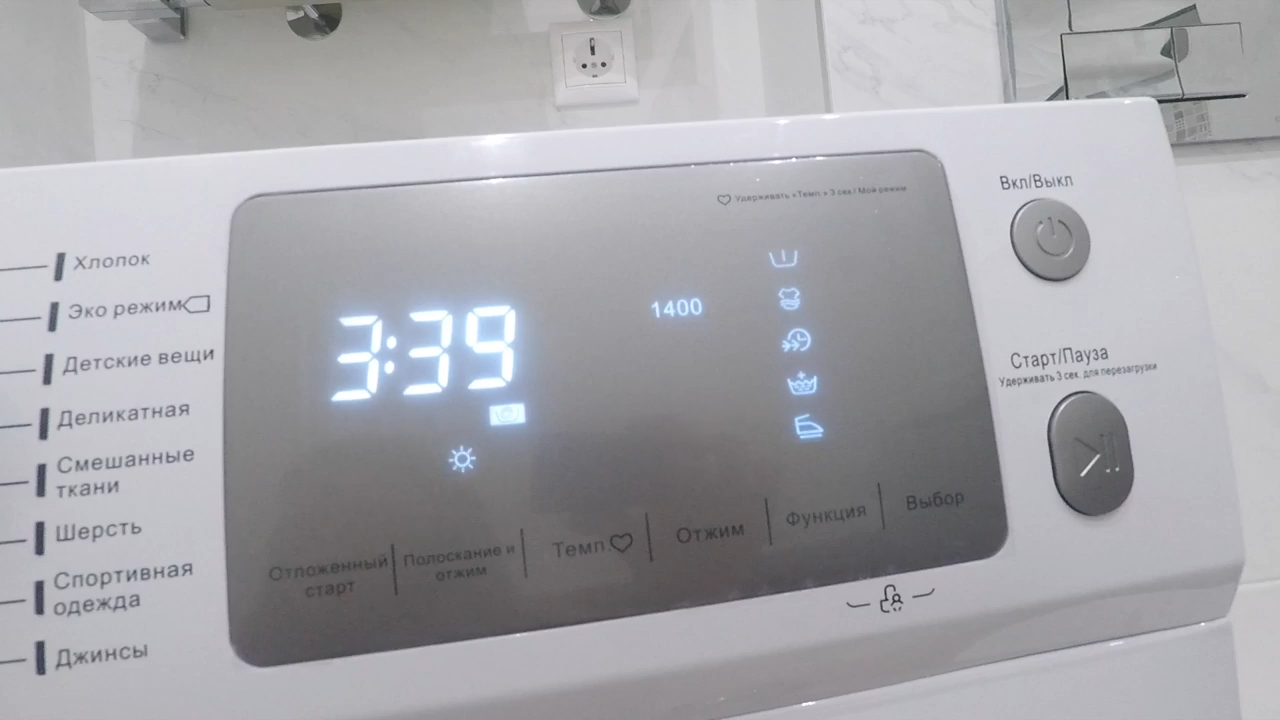 Вкл/Выкл
Удерживать «Темп.» 3 сек./ Мой режим
Хлопок
Эко режим
Детские вещи
Деликатная
Смешанные
ткани
Шерсть
Спортивная
одежда
Джинсы
3:39
1400
Старт/Пауза
Удерживать 3 сек. для перезагрузки
Отложенный
старт
Полоскание и
отжим
Темп.
Отжим
Функция
Выбор